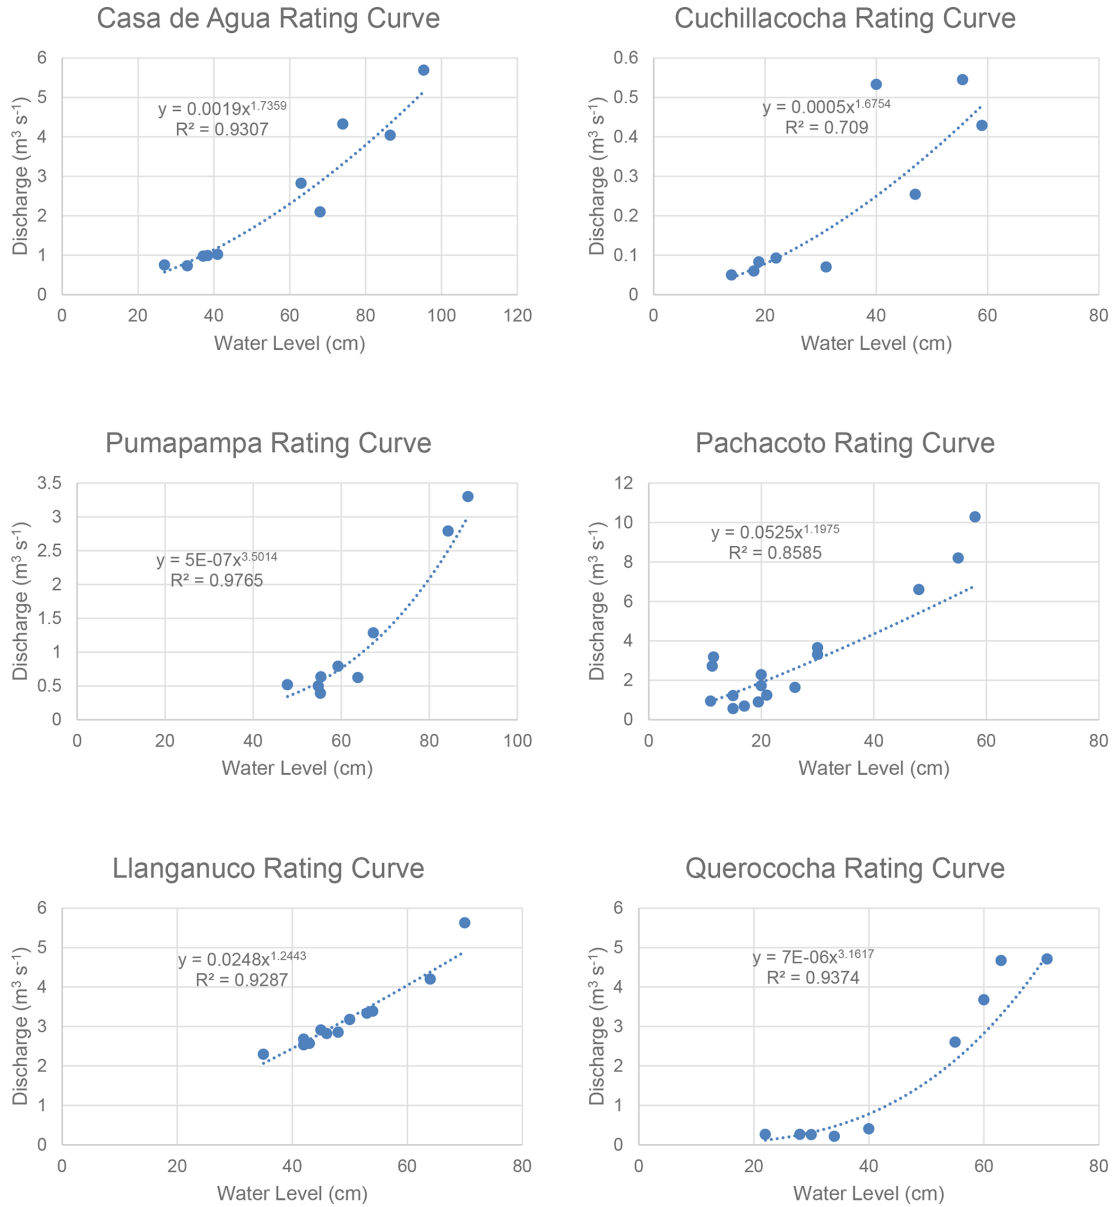 Casa de Agua Rating Curve
Discharge (m³ s⁻¹)
6
5
4
3
2
1
0
y = 0.0019x^1.7359
R² = 0.9307
0 20 40 60 80 100 120
Water Level (cm)
Cuchillacocha Rating Curve
Discharge (m³ s⁻¹)
0.6
0.5
0.4
0.3
0.2
0.1
0
y = 0.0005x^1.6754
R² = 0.709
0 20 40 60 80
Water Level (cm)
Pumapampa Rating Curve
Discharge (m³ s⁻¹)
3.5
3
2.5
2
1.5
1
0.5
0
y = 5E-07x^3.5014
R² = 0.9765
0 20 40 60 80 100
Water Level (cm)
Pachacoto Rating Curve
Discharge (m³ s⁻¹)
12
10
8
6
4
2
0
y = 0.0525x^1.1975
R² = 0.8585
0 20 40 60 80
Water Level (cm)
Llanganuco Rating Curve
Discharge (m³ s⁻¹)
6
5
4
3
2
1
0
y = 0.0248x^1.2443
R² = 0.9287
0 20 40 60 80
Water Level (cm)
Querococha Rating Curve
Discharge (m³ s⁻¹)
6
5
4
3
2
1
0
y = 7E-06x^3.1617
R² = 0.9374
0 20 40 60 80
Water Level (cm)